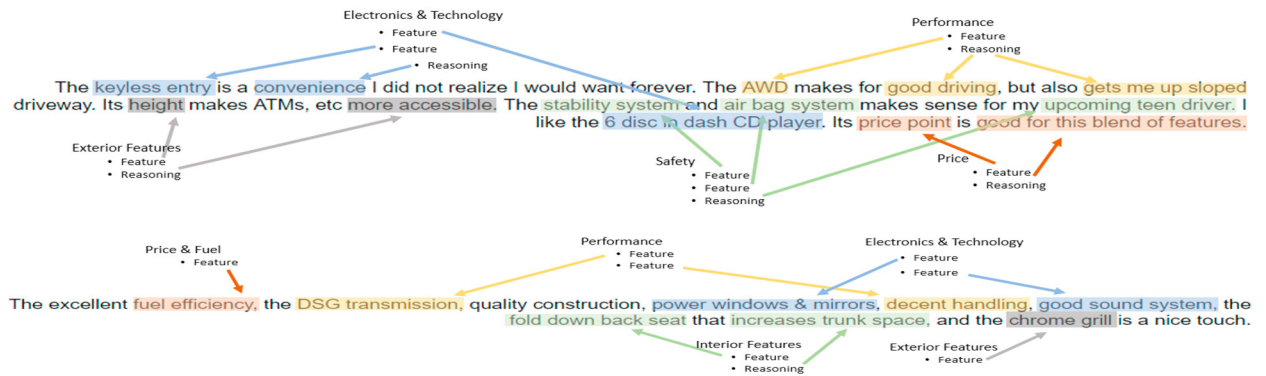 Electronics & Technology
• Feature
• Feature
• Reasoning
Performance
• Feature
• Reasoning
The keyless entry is a convenience I did not realize I would want forever. The AWD makes for good driving, but also gets me up sloped
driveway. Its height makes ATMs, etc more accessible. The stability system and air bag system makes sense for my upcoming teen driver. I
like the 6 disc in dash CD player. Its price point is good for this blend of features.
Exterior Features
• Feature
• Reasoning
Safety
• Feature
• Feature
• Reasoning
Price
• Feature
• Reasoning
Price & Fuel
• Feature
Performance
• Feature
• Feature
Electronics & Technology
• Feature
• Feature
The excellent fuel efficiency, the DSG transmission, quality construction, power windows & mirrors, decent handling, good sound system, the
fold down back seat that increases trunk space, and the chrome grill is a nice touch.
Interior Features
• Feature
• Reasoning
Exterior Features
• Feature